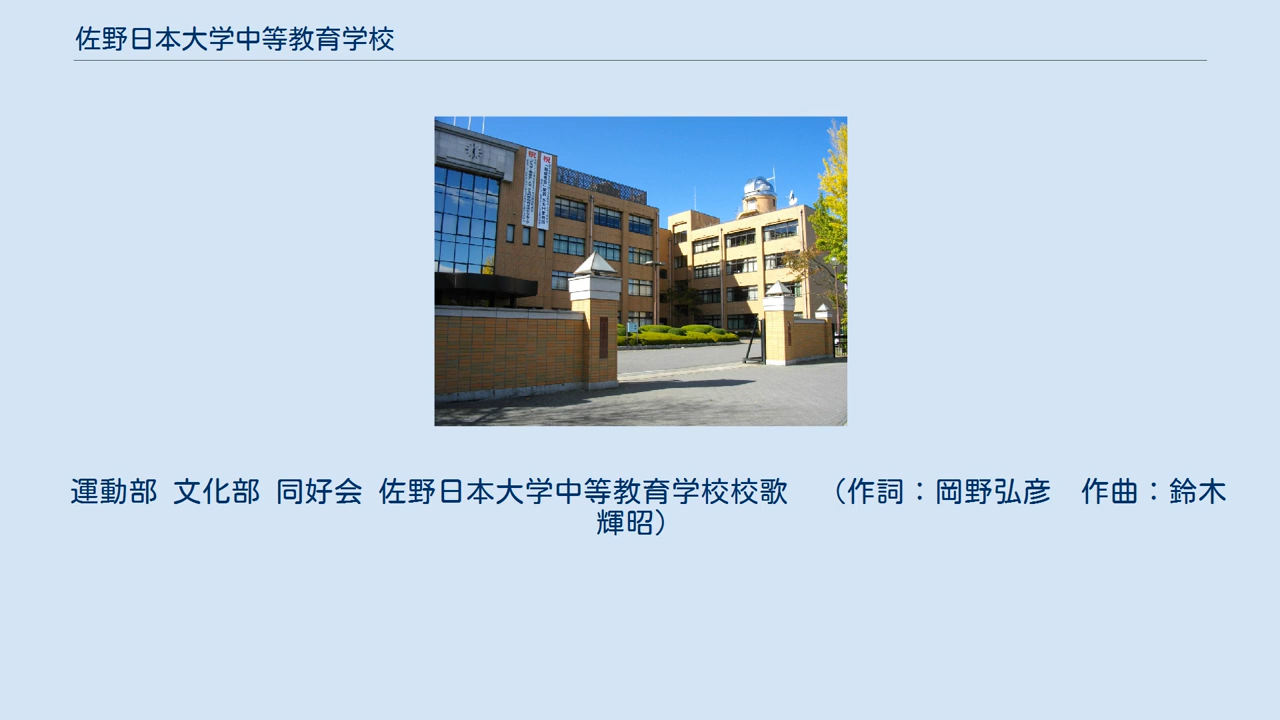 佐野日本大学中等教育学校
祝 祝
運動部 文化部 同好会 佐野日本大学中等教育学校校歌　（作詞：岡野弘彦　作曲：鈴木
輝昭）